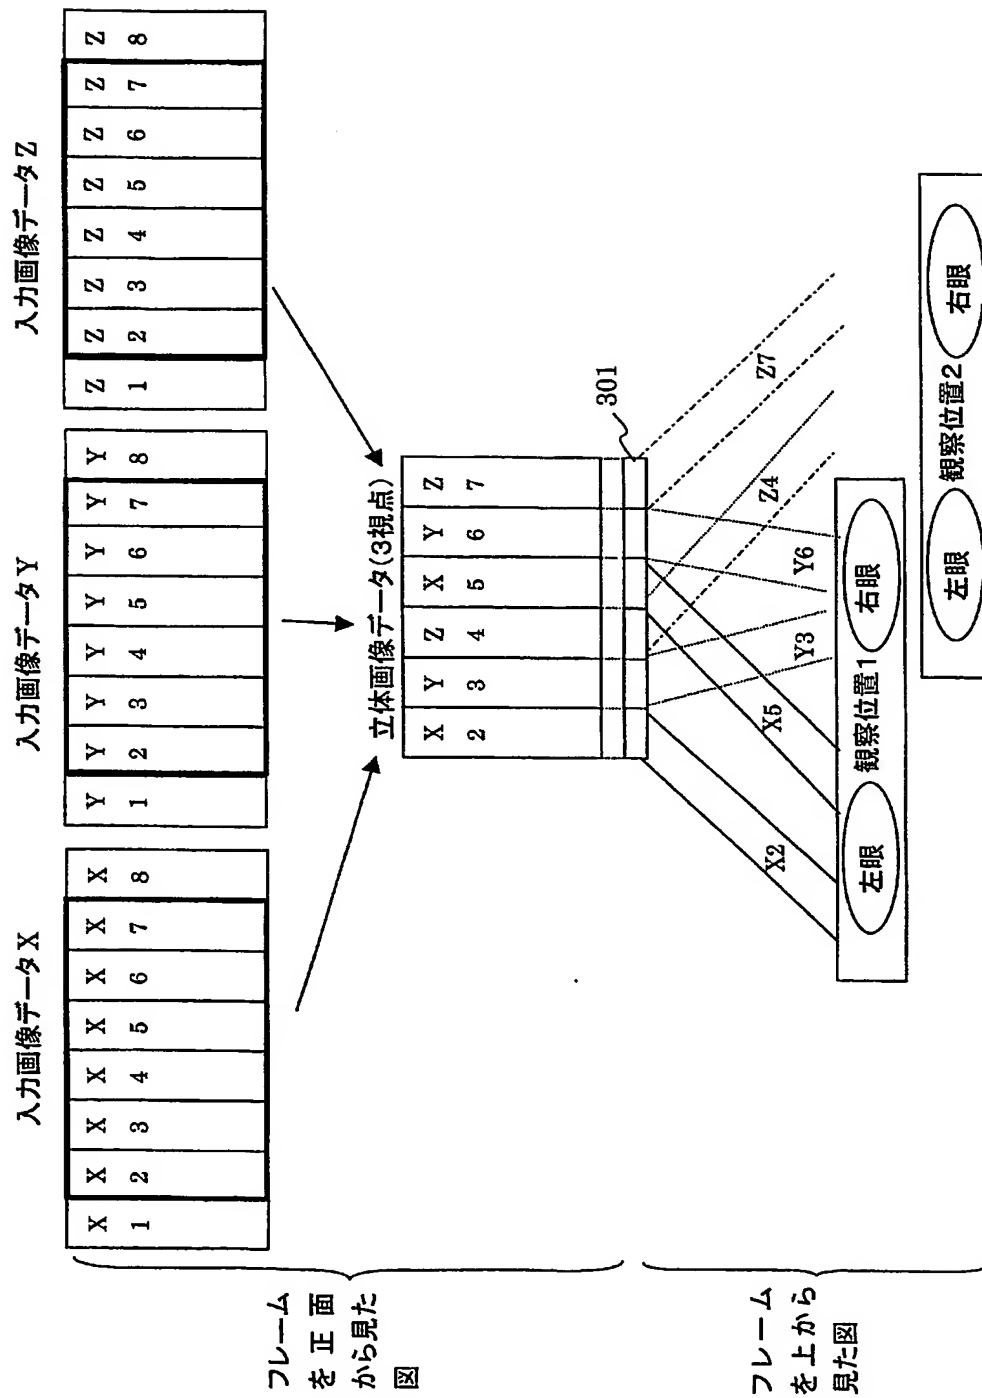 入力画像データX
入力画像データY
入力画像データZ
X X X X X X X X
1 2 3 4 5 6 7 8
Y Y Y Y Y Y Y Y
1 2 3 4 5 6 7 8
Z Z Z Z Z Z Z Z
1 2 3 4 5 6 7 8
フレーム
を正面
から見た
図
立体画像データ(3視点)
X Y Z X Y Z
2 3 4 5 6 7
301
フレーム
を上から
見た図
X2
X5
Y3
Y6
Z4
Z7
左眼
観察位置1
右眼
左眼
観察位置2
右眼